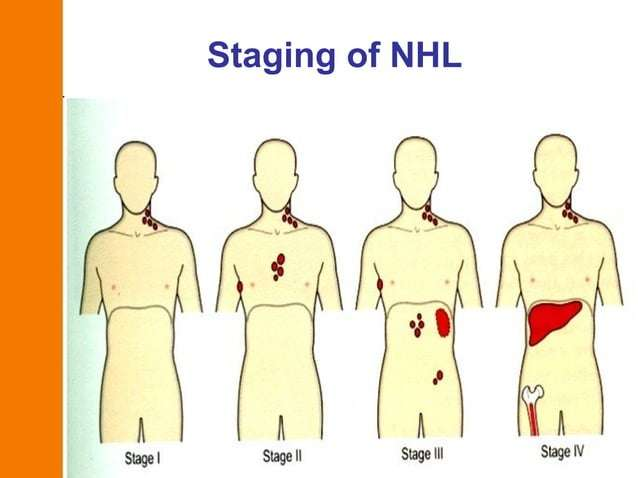 Staging of NHL
Stage I
Stage II
Stage III
Stage IV